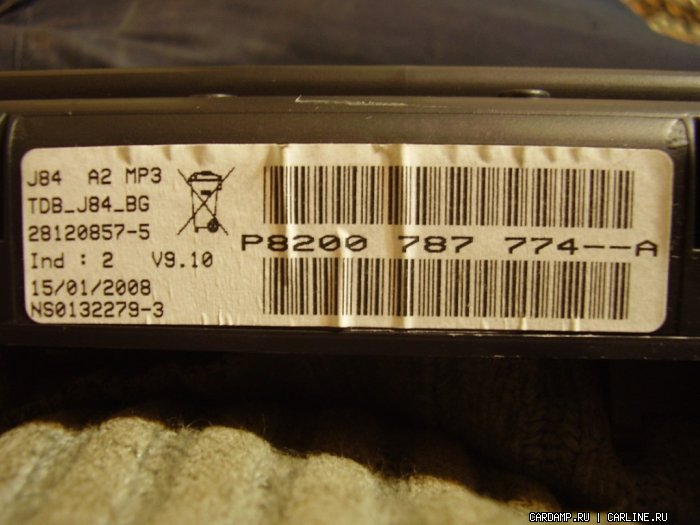 J84 A2 MP3
TDB_J84_BG
28120857-5
Ind : 2 V9.10
15/01/2008
NS0132279-3
P8200 787 774--A
CARDAMP.RU | CARLINE.RU